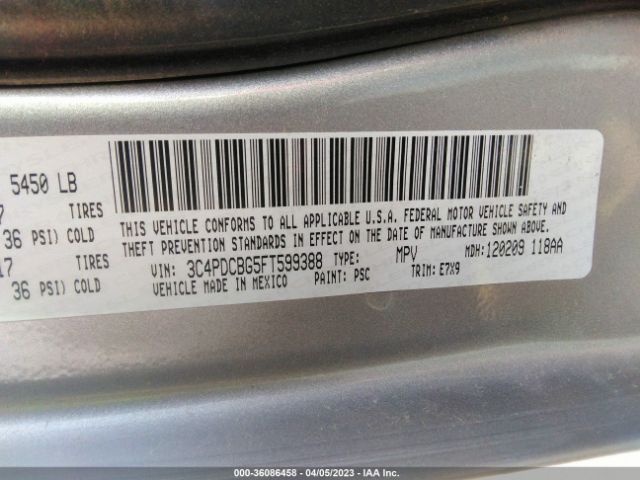 5450 LB
7 TIRES
36 PSI) COLD
17 TIRES
36 PSI) COLD
THIS VEHICLE CONFORMS TO ALL APPLICABLE U.S.A. FEDERAL MOTOR VEHICLE SAFETY AND
THEFT PREVENTION STANDARDS IN EFFECT ON THE DATE OF MANUFACTURE SHOWN ABOVE.
VIN: 3C4PDCBG5FT599388 TYPE: MPV MDH: 120209 118AA
VEHICLE MADE IN MEXICO PAINT: PSC TRIM: E7X9
000-36086458 - 04/05/2023 - IAA Inc.